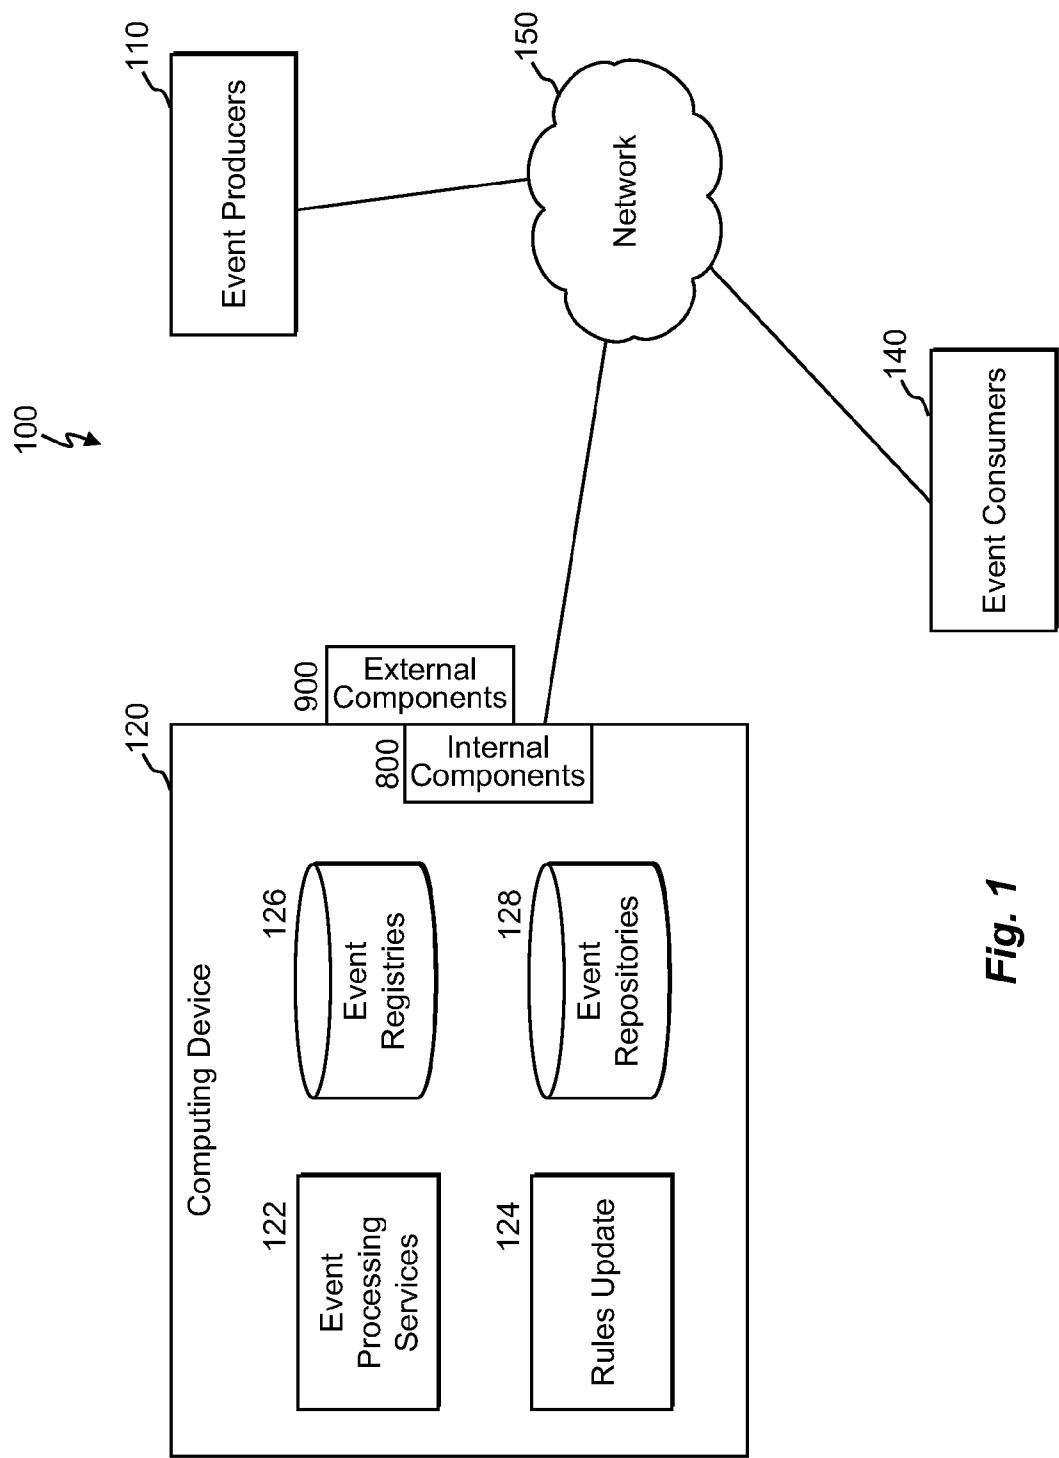 100
120
Computing Device
122
Event
Processing
Services
126
Event
Registries
124
Rules Update
128
Event
Repositories
900
External
Components
800
Internal
Components
110
Event Producers
150
Network
140
Event Consumers
Fig. 1